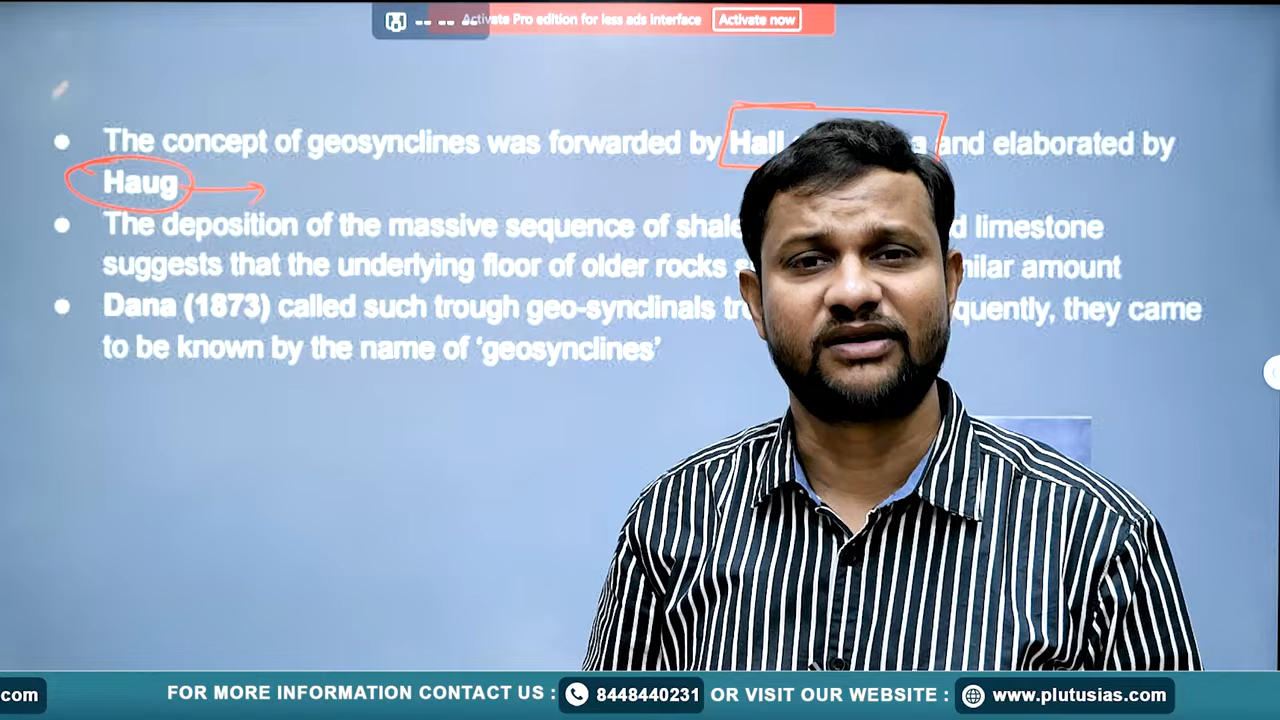 Activate Pro edition for less ads interface Activate now
The concept of geosynclines was forwarded by Hall and elaborated by
Haug
The deposition of the massive sequence of shale limestone
suggests that the underlying floor of older rocks amount
Dana (1873) called such trough geo-synclinals they came
to be known by the name of ‘geosynclines’
.com FOR MORE INFORMATION CONTACT US : 8448440231 OR VISIT OUR WEBSITE : www.plutusias.com